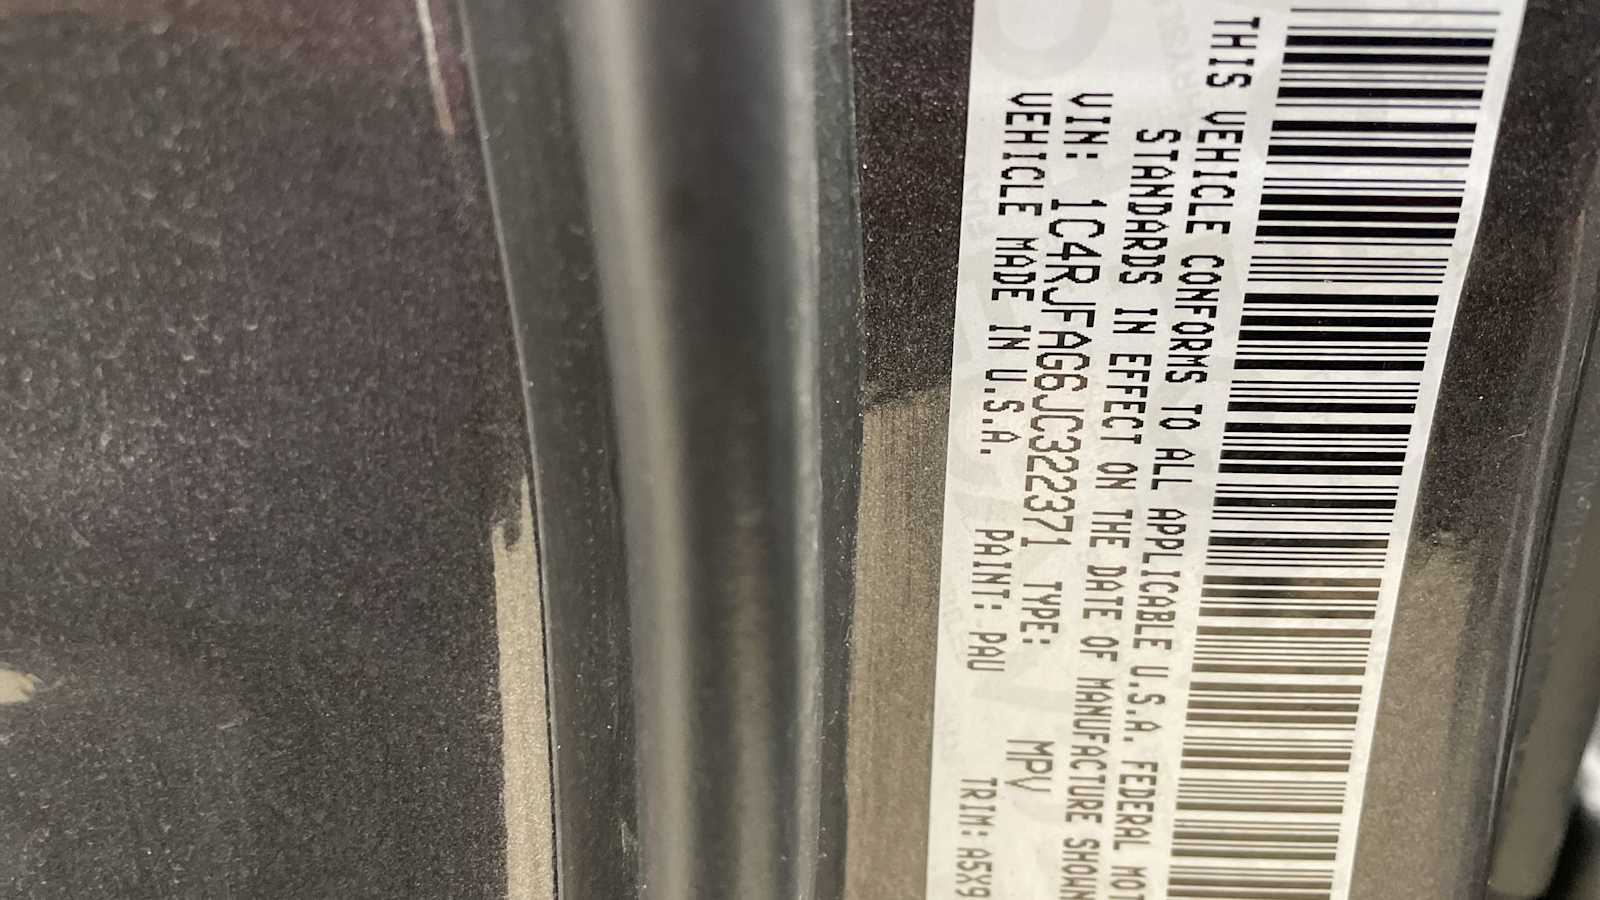 THIS VEHICLE CONFORMS TO ALL APPLICABLE U.S.A. FEDERAL MOT
STANDARDS IN EFFECT ON THE DATE OF MANUFACTURE SHOWN
VIN: 1C4RJFAG6JC322371 TYPE: MPV
VEHICLE MADE IN U.S.A. PAINT: PAU TRIM: A5X9